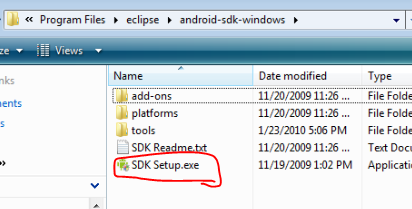 « Program Files ▸ eclipse ▸ android-sdk-windows ▸
ze ▾ Views ▾
nks Name Date modified Type
add-ons 11/20/2009 11:26 ... File Folde
ments platforms 11/20/2009 11:26 ... File Folde
tools 1/23/2010 5:06 PM File Folde
SDK Readme.txt 11/20/2009 11:26 ... Text Docu
» SDK Setup.exe 11/19/2009 1:02 PM Applicati